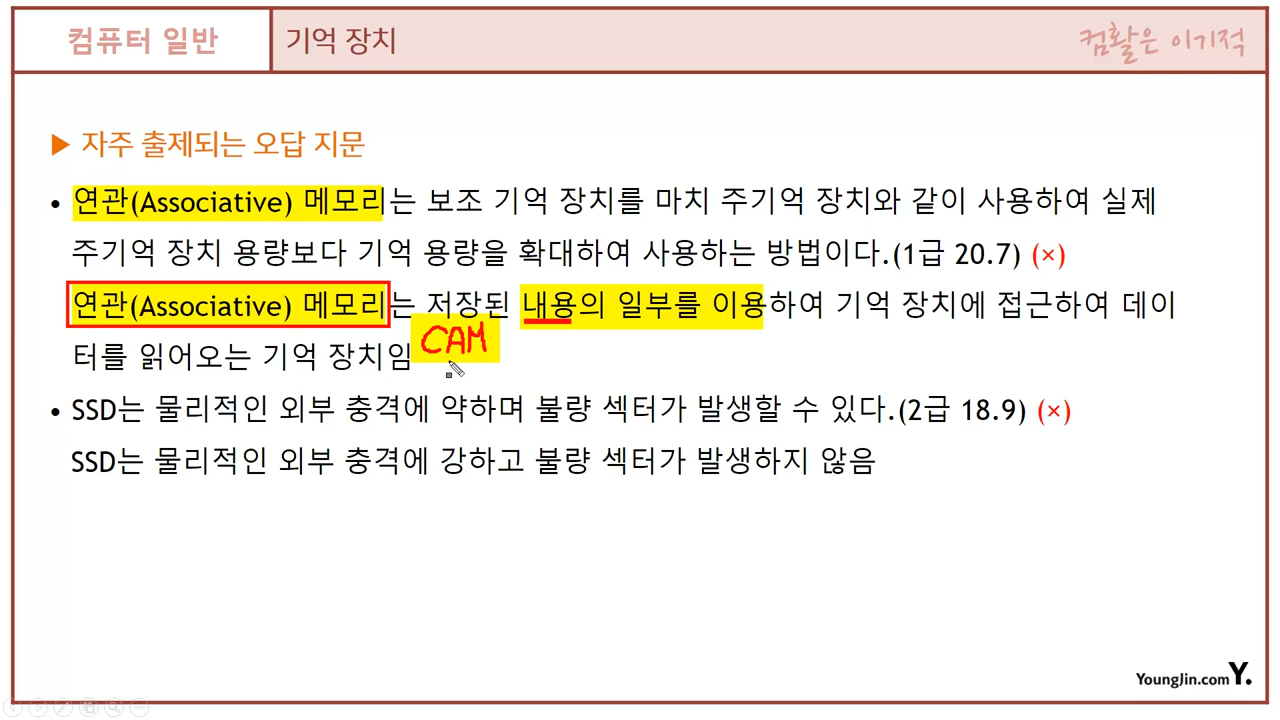 컴퓨터 일반
기억 장치
컴활은 이기적
▶ 자주 출제되는 오답 지문
• 연관(Associative) 메모리는 보조 기억 장치를 마치 주기억 장치와 같이 사용하여 실제
주기억 장치 용량보다 기억 용량을 확대하여 사용하는 방법이다.(1급 20.7) (×)
연관(Associative) 메모리는 저장된 내용의 일부를 이용하여 기억 장치에 접근하여 데이
터를 읽어오는 기억 장치임
CAM
• SSD는 물리적인 외부 충격에 약하며 불량 섹터가 발생할 수 있다.(2급 18.9) (×)
SSD는 물리적인 외부 충격에 강하고 불량 섹터가 발생하지 않음
YoungJin.com Y.